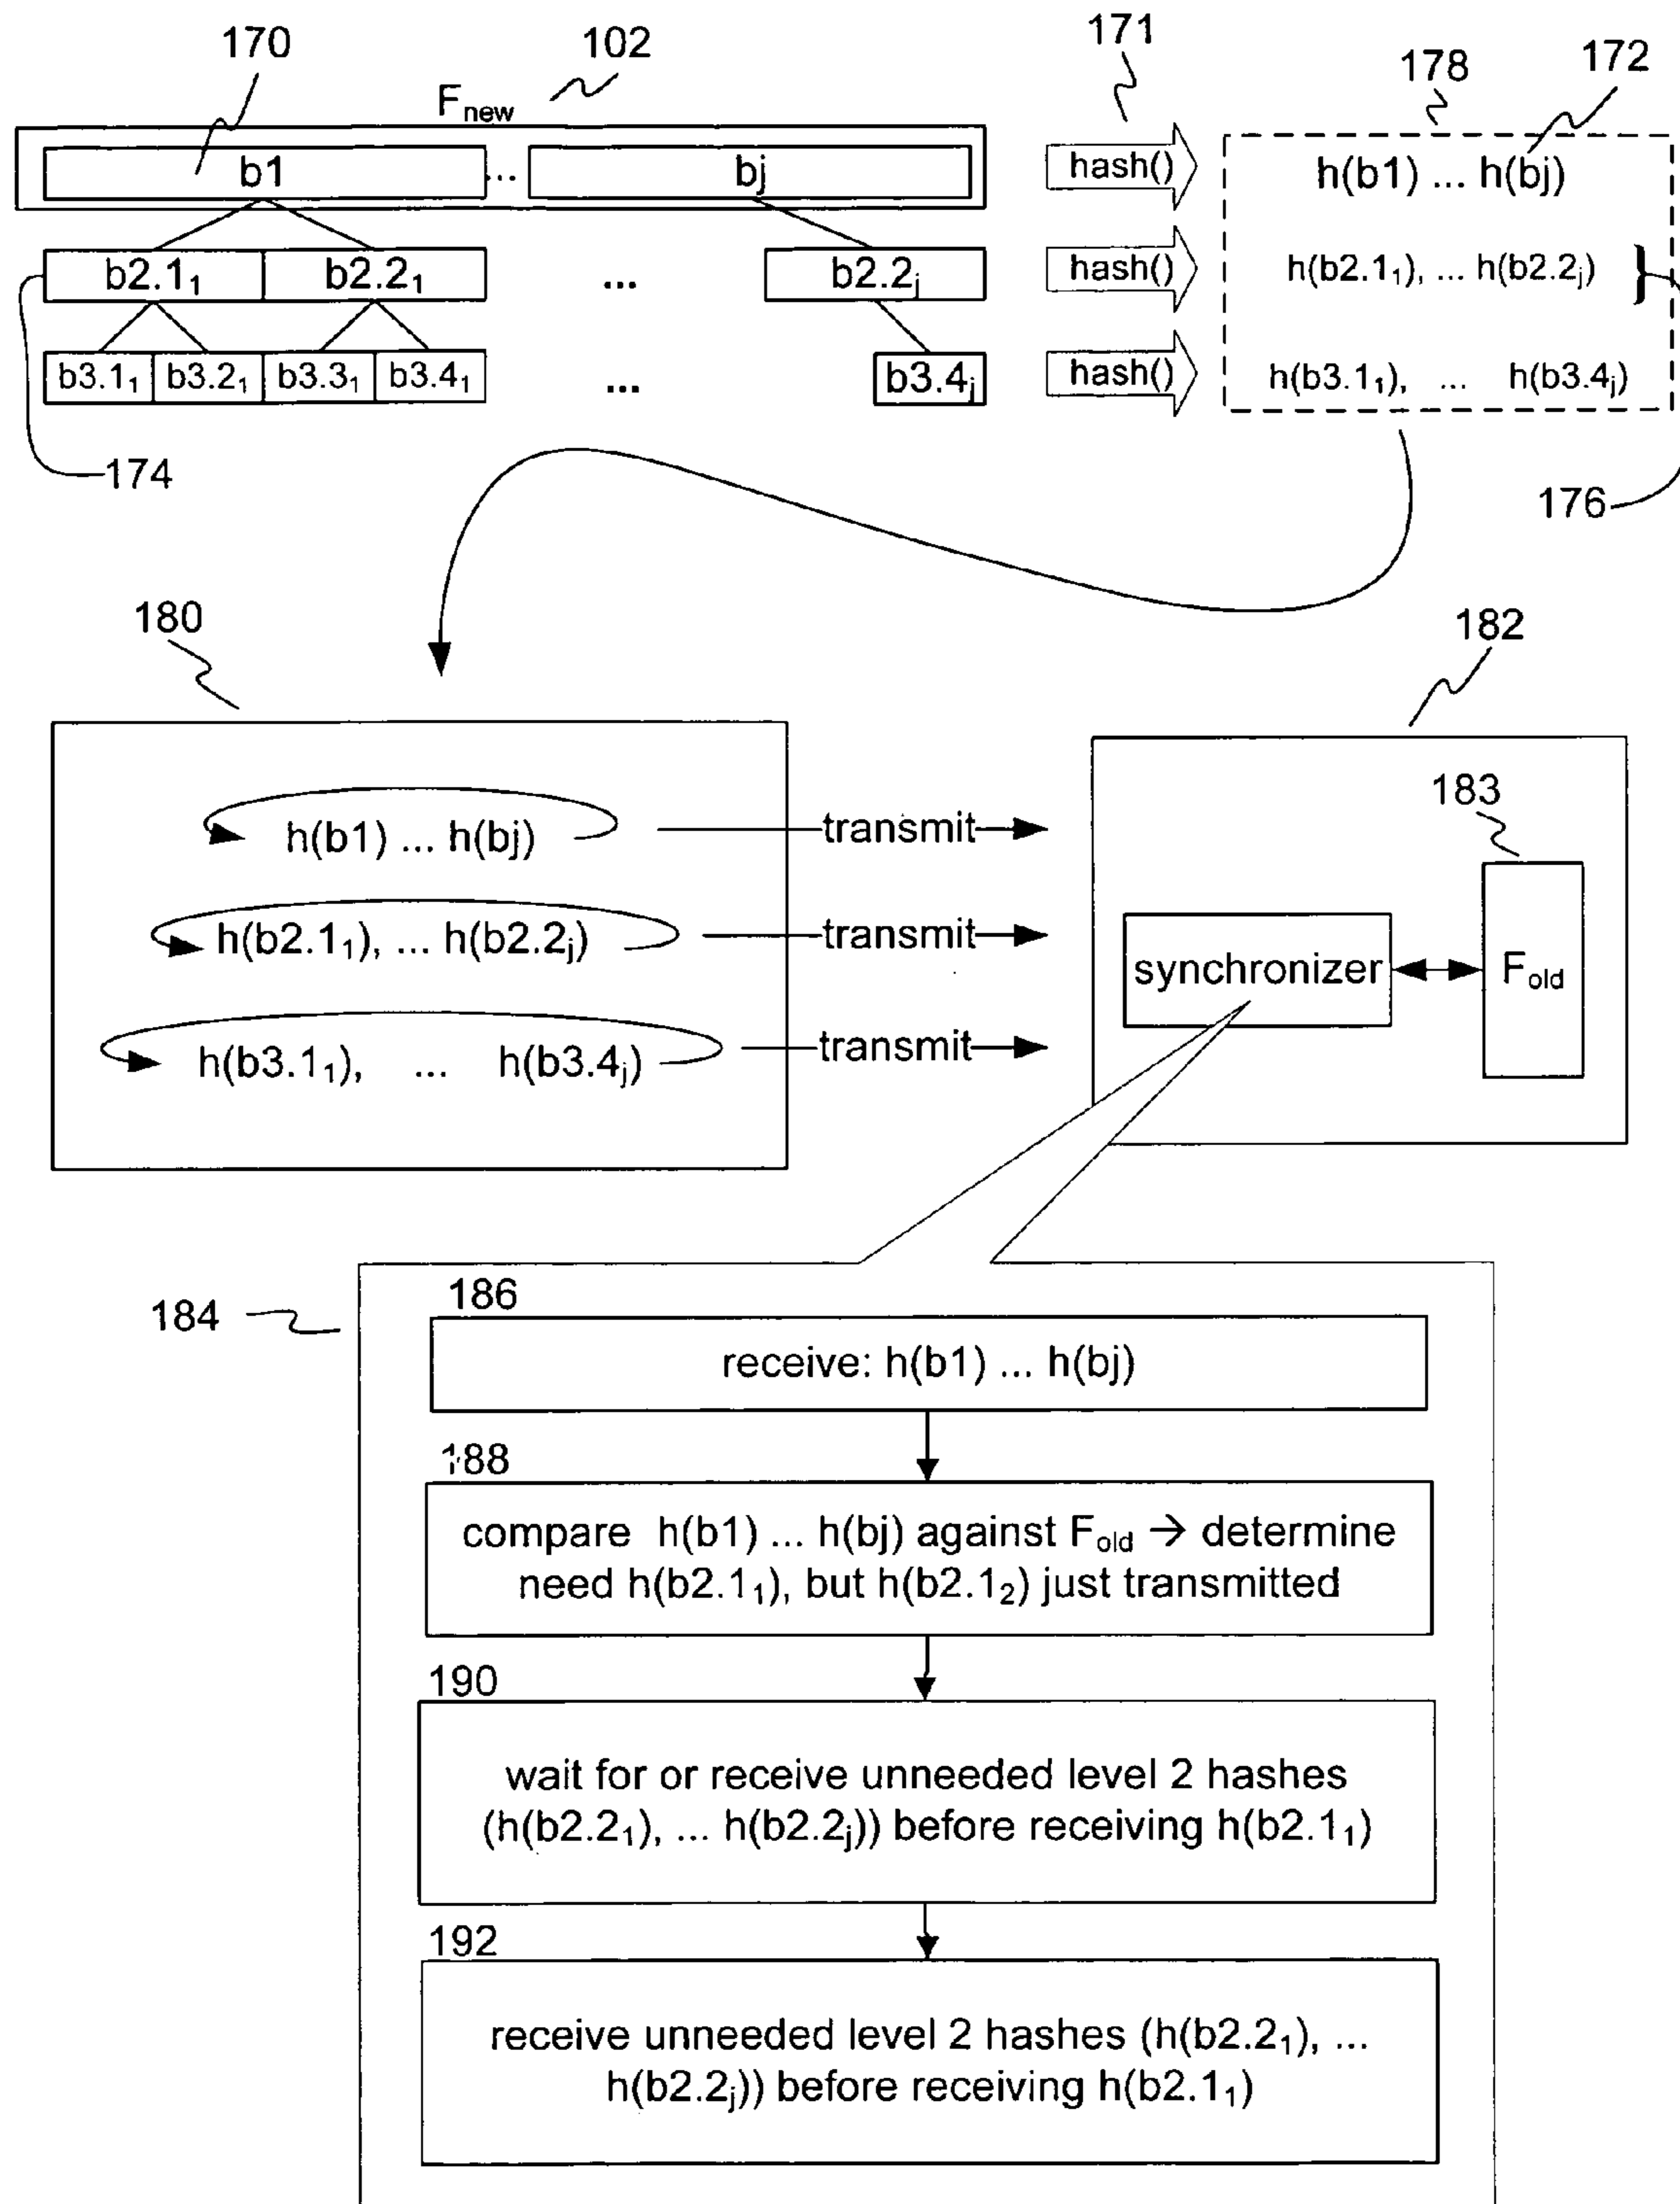 170
102
171
178
172
F_new
b1
...
bj
hash()
h(b1) ... h(bj)
b2.1₁
b2.2₁
...
b2.2ⱼ
hash()
h(b2.1₁), ... h(b2.2ⱼ)
}
b3.1₁
b3.2₁
b3.3₁
b3.4₁
...
b3.4ⱼ
hash()
h(b3.1₁), ... h(b3.4ⱼ)
174
176
180
182
183
h(b1) ... h(bj)
transmit
h(b2.1₁), ... h(b2.2ⱼ)
transmit
synchronizer
F_old
h(b3.1₁), ... h(b3.4ⱼ)
transmit
184
186
receive: h(b1) ... h(bj)
188
compare h(b1) ... h(bj) against F_old → determine
need h(b2.1₁), but h(b2.1₂) just transmitted
190
wait for or receive unneeded level 2 hashes
(h(b2.2₁), ... h(b2.2ⱼ)) before receiving h(b2.1₁)
192
receive unneeded level 2 hashes (h(b2.2₁), ...
h(b2.2ⱼ)) before receiving h(b2.1₁)